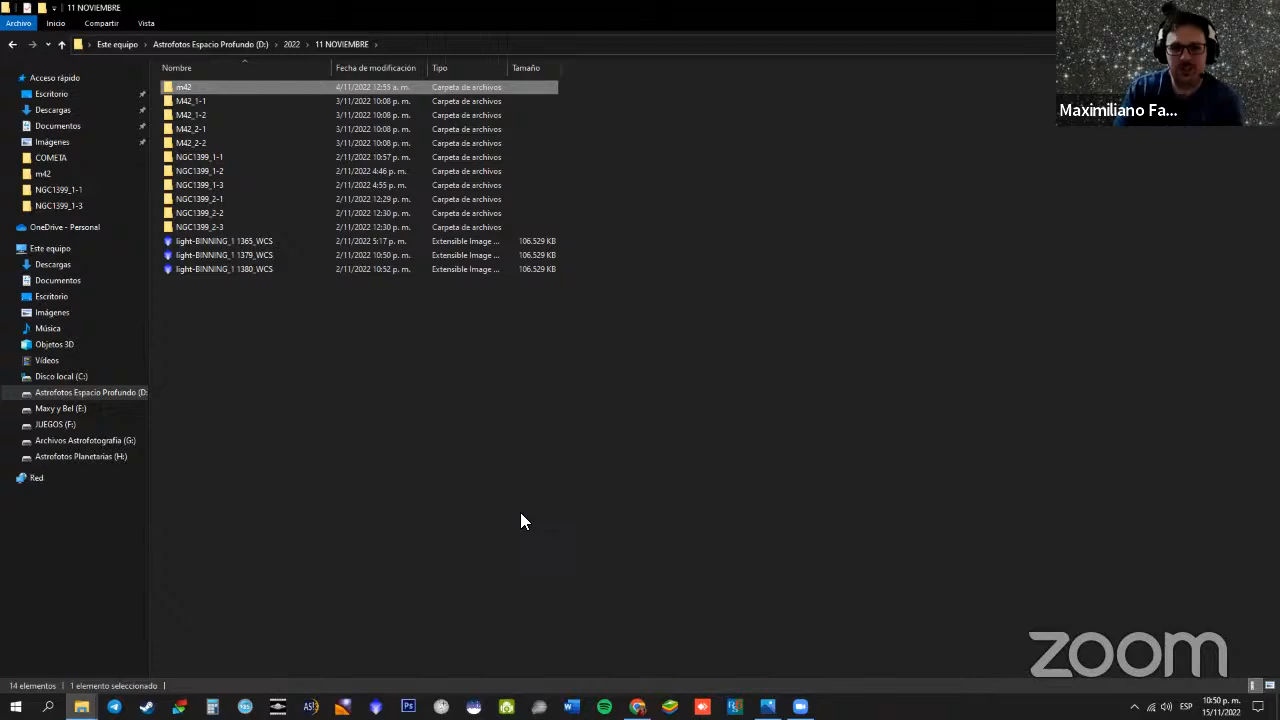 11 NOVIEMBRE
Archivo Inicio Compartir Vista
Este equipo > Astrofotos Espacio Profundo (D:) > 2022 > 11 NOVIEMBRE >
Nombre Fecha de modificación Tipo Tamaño
Acceso rápido
Escritorio
Descargas
Documentos
Imágenes
COMETA
m42
NGC1399_1-1
NGC1399_1-3
OneDrive - Personal
Este equipo
Descargas
Documentos
Escritorio
Imágenes
Música
Objetos 3D
Vídeos
Disco local (C:)
Astrofotos Espacio Profundo (D:
Maxy y Bel (E:)
JUEGOS (F:)
Archivos Astrofotografia (G:)
Astrofotos Planetarias (H:)
Red
m42 4/11/2022 12:55 a. m. Carpeta de archivos
M42_1-1 3/11/2022 10:08 p. m. Carpeta de archivos
M42_1-2 3/11/2022 10:08 p. m. Carpeta de archivos
M42_2-1 3/11/2022 10:08 p. m. Carpeta de archivos
M42_2-2 3/11/2022 10:08 p. m. Carpeta de archivos
NGC1399_1-1 2/11/2022 10:57 p. m. Carpeta de archivos
NGC1399_1-2 2/11/2022 4:46 p. m. Carpeta de archivos
NGC1399_1-3 2/11/2022 4:55 p. m. Carpeta de archivos
NGC1399_2-1 2/11/2022 12:29 p. m. Carpeta de archivos
NGC1399_2-2 2/11/2022 12:30 p. m. Carpeta de archivos
NGC1399_2-3 2/11/2022 12:30 p. m. Carpeta de archivos
light-BINNING_1 1365_WCS 2/11/2022 5:17 p. m. Extensible Image ... 106.529 KB
light-BINNING_1 1379_WCS 2/11/2022 10:50 p. m. Extensible Image ... 106.529 KB
light-BINNING_1 1380_WCS 2/11/2022 10:52 p. m. Extensible Image ... 106.529 KB
Maximiliano Fa...
zoom
14 elementos 1 elemento seleccionado
Ps
ESP
10:50 p. m.
15/11/2022